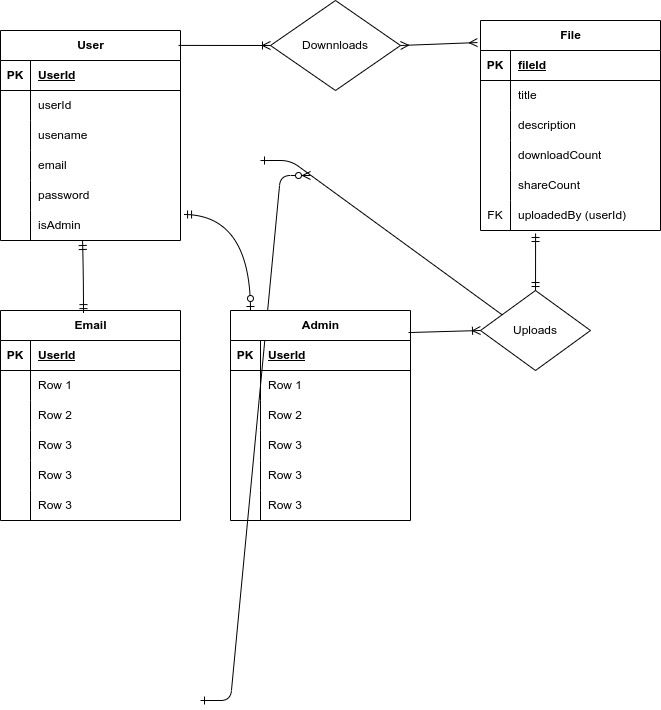 User
PK UserId
userId
usename
email
password
isAdmin
Downnloads
File
PK fileId
title
description
downloadCount
shareCount
FK uploadedBy (userId)
Email
PK UserId
Row 1
Row 2
Row 3
Row 3
Row 3
Admin
PK UserId
Row 1
Row 2
Row 3
Row 3
Row 3
Uploads